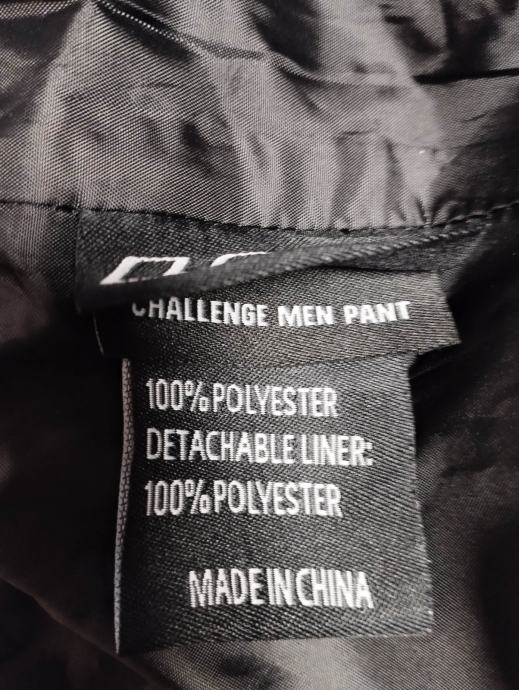 CHALLENGE MEN PANT
100%POLYESTER
DETACHABLE LINER:
100%POLYESTER
MADE IN CHINA